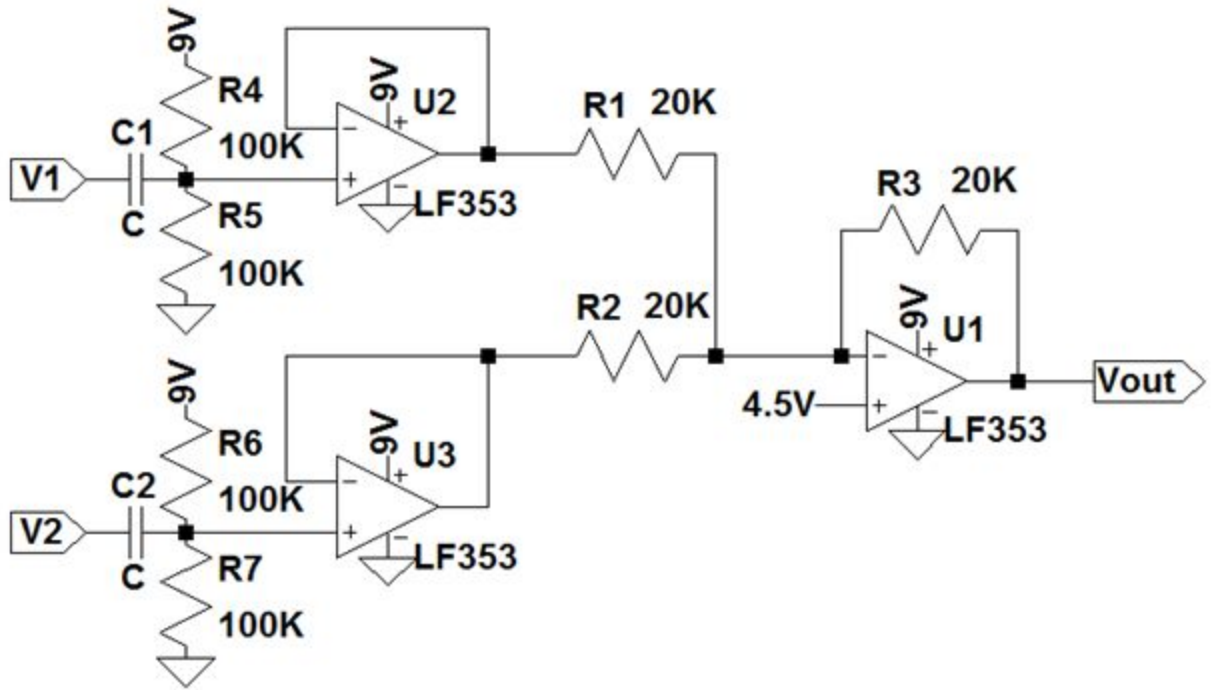 9V
R4
100K
C1
V1
C
R5
100K
9V
+
U2
−
+
−
LF353
R1 20K
R3 20K
R2 20K
9V
+
U1
−
4.5V
+
−
LF353
Vout
9V
R6
100K
C2
V2
C
R7
100K
9V
+
U3
−
+
−
LF353